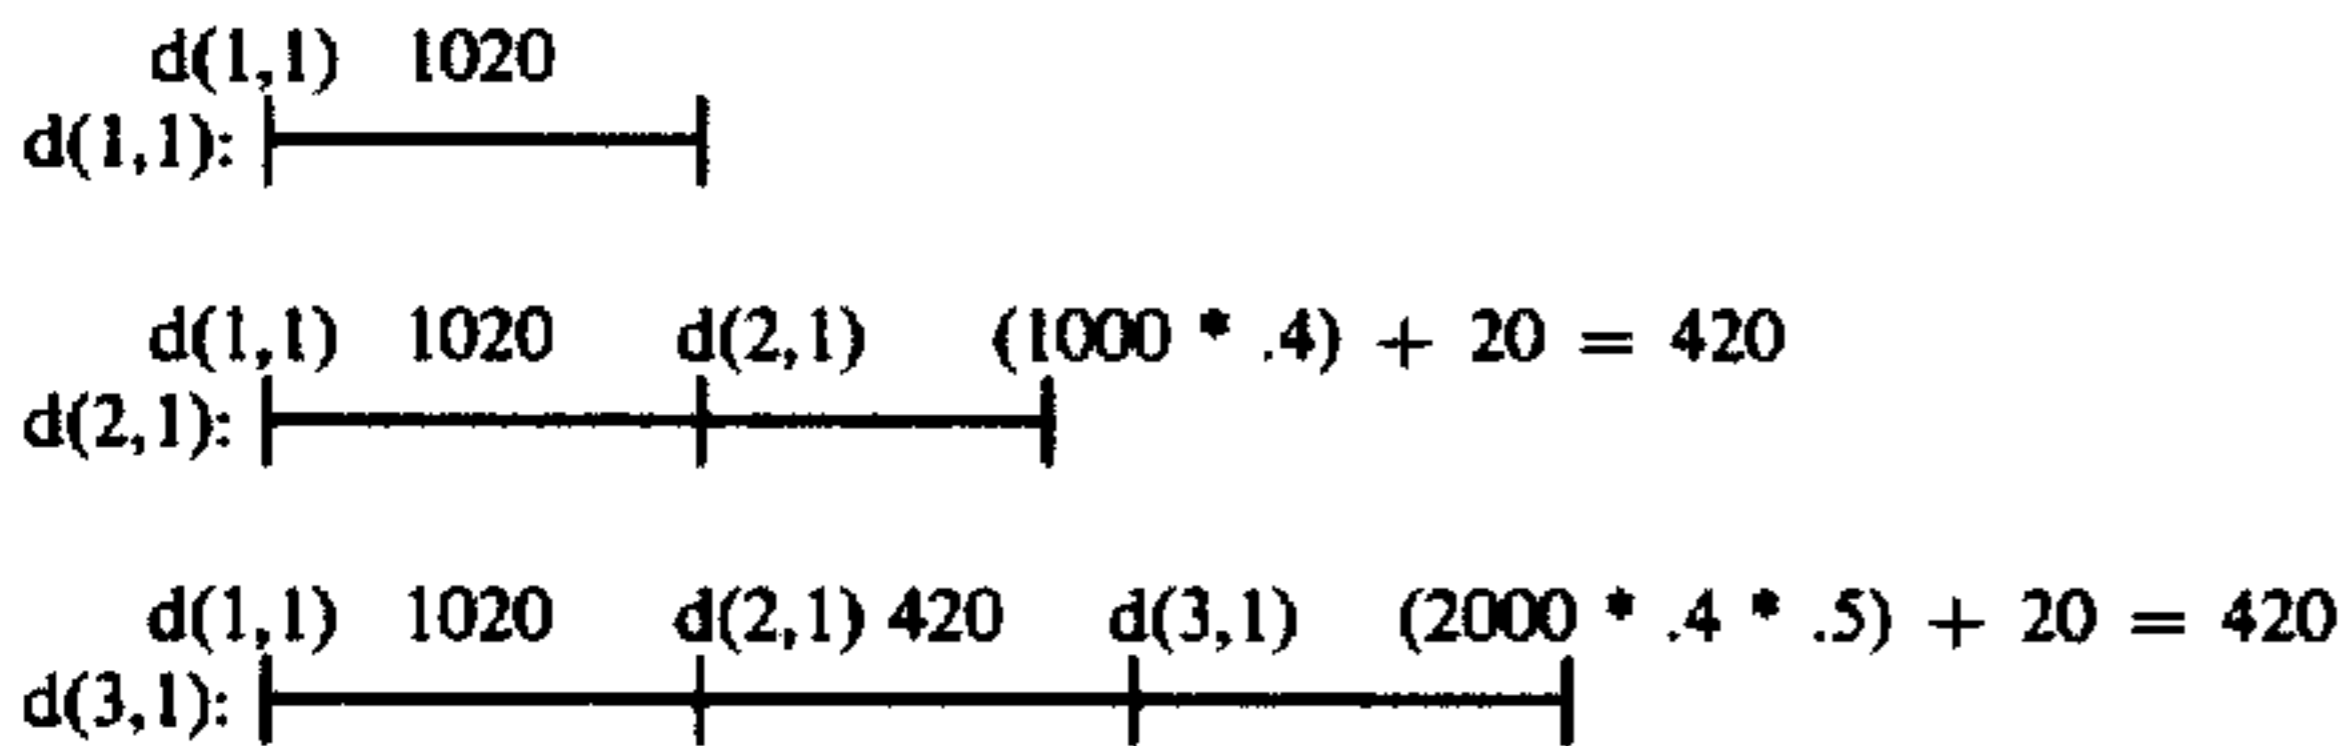 d(1,1) 1020
d(1,1):
d(1,1) 1020 d(2,1) (1000 * .4) + 20 = 420
d(2,1):
d(1,1) 1020 d(2,1) 420 d(3,1) (2000 * .4 * .5) + 20 = 420
d(3,1):